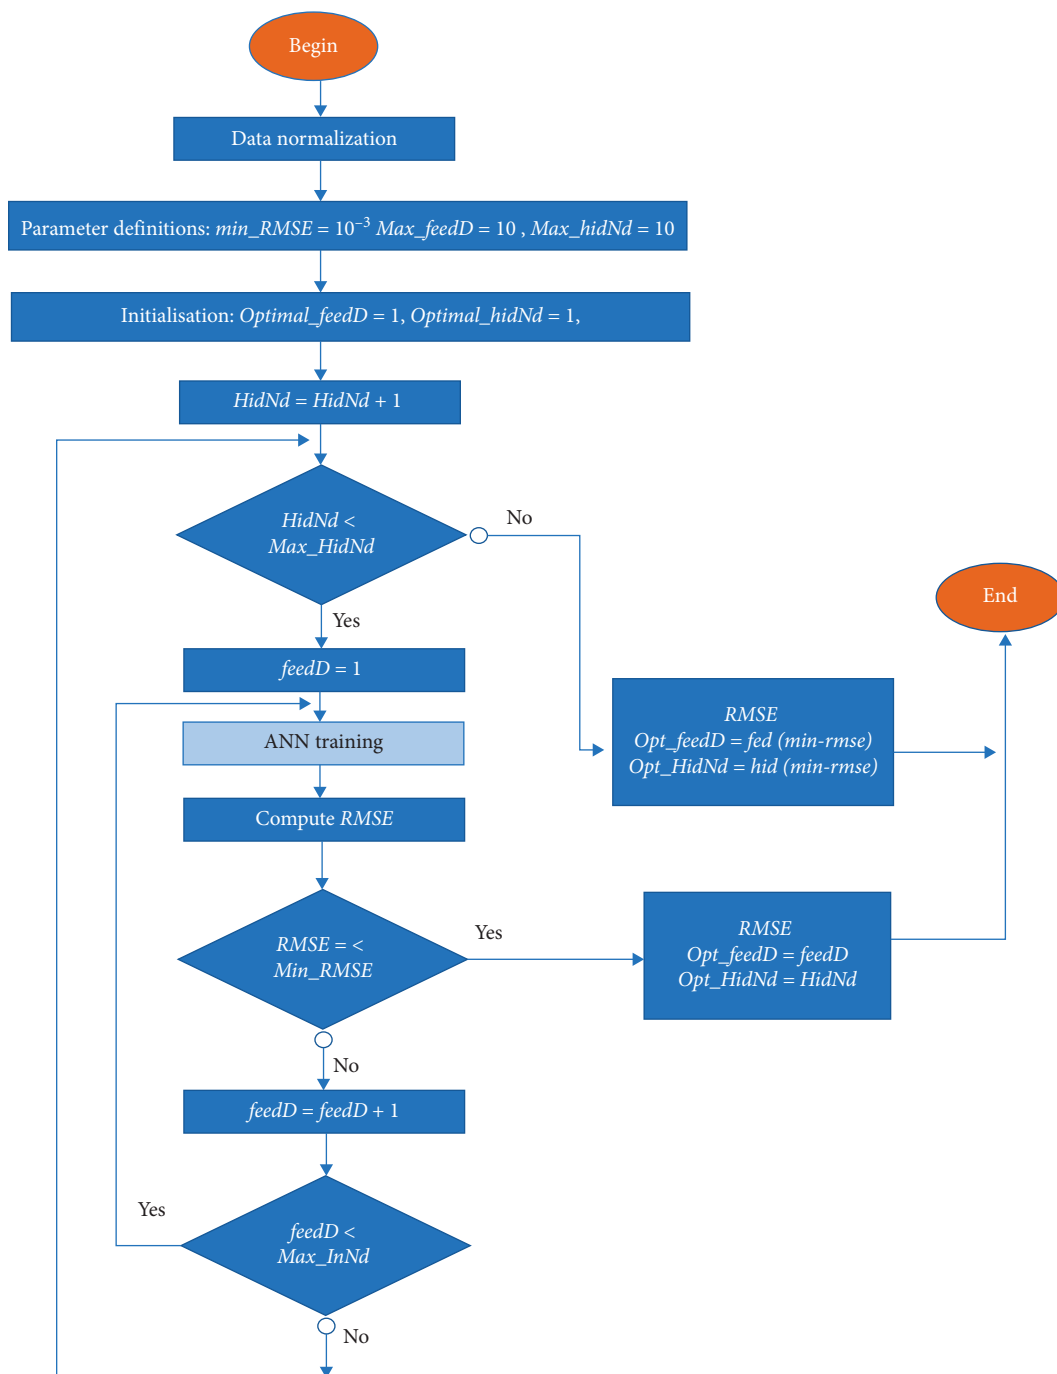 Begin
Data normalization
Parameter definitions: min_RMSE = 10⁻³ Max_feedD = 10 , Max_hidNd = 10
Initialisation: Optimal_feedD = 1, Optimal_hidNd = 1,
HidNd = HidNd + 1
HidNd <
Max_HidNd
No
Yes
End
feedD = 1
ANN training
RMSE
Opt_feedD = fed (min-rmse)
Opt_HidNd = hid (min-rmse)
Compute RMSE
RMSE = <
Min_RMSE
Yes
RMSE
Opt_feedD = feedD
Opt_HidNd = HidNd
No
feedD = feedD + 1
Yes
feedD <
Max_InNd
No